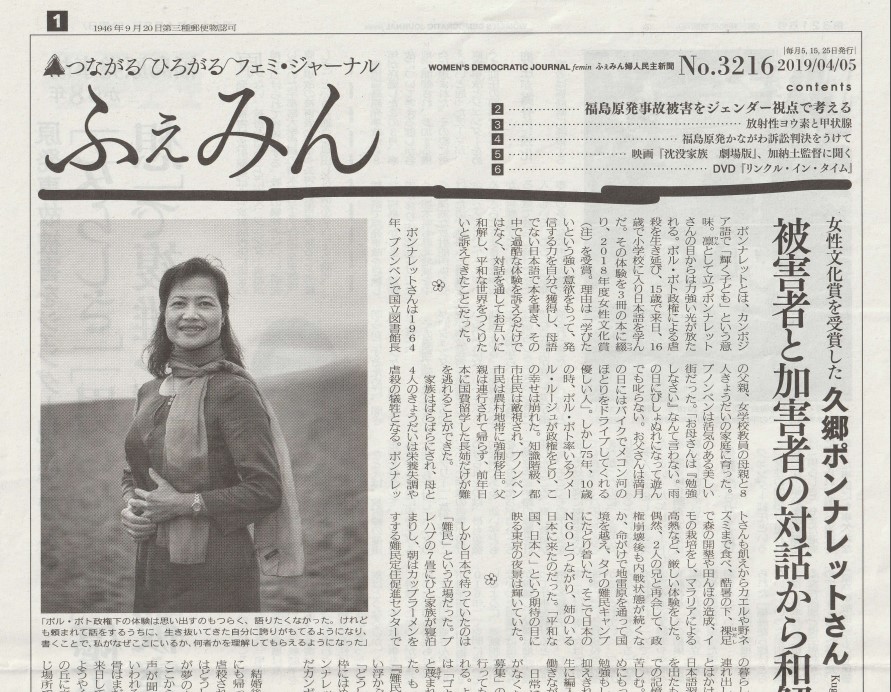 1
1946年9月20日第三種郵便物認可
つながる/ひろがる/フェミ・ジャーナル
ふぇみん
WOMEN'S DEMOCRATIC JOURNAL femin ふぇみん婦人民主新聞 No.3216
毎月5, 15, 25日発行
2019/04/05
contents
2 福島原発事故被害をジェンダー視点で考える
3 放射性ヨウ素と甲状腺
4 福島原発かながわ訴訟判決をうけて
5 映画『沈没家族 劇場版』、加納土監督に聞く
6 DVD『リンクル・イン・タイム』
女性文化賞を受賞した 久郷ポンナレットさん
被害者と加害者の対話から和解
ポンナレットとは、カンボジ
ア語で「輝く子ども」という意
味。凛として立つポンナレット
さんの目からは力強い光が放た
れる。ポル・ポト政権による虐
殺を生き延び、15歳で来日、16
歳で小学校に入り日本語を学ん
だ。その体験を3冊の本に綴
り、2018年度女性文化賞
（注）を受賞。理由は「学びた
いという強い意欲をもって、発
信する力を自分で獲得し、母語
でない日本語で本を書き、その
中で過酷な体験を訴えるだけで
はなく、対話を通してお互いに
和解し、平和な世界をつくりた
いと訴えてきたこと」だった。
ポンナレットさんは1964
年、プノンペンで国立図書館長
の父親、女学校教員の母親と8
人きょうだいの家庭に育った。
プノンペンは活気のある美しい
街だった。「お母さんは『勉強
しなさい』なんて言わない。雨
の日にびしょぬれになって遊ん
でも叱らない。お父さんは満月
の日にはバイクでメコン河の
ほとりをドライブしてくれる
優しい人」。しかし75年、10歳
の時、ポル・ポト率いるクメー
ル・ルージュが政権をとり、こ
の幸せは崩れた。知識階級、都
市住民は敵視され、プノンペン
市民は農村地帯に強制移住。父
親は連行されて帰らず、前年日
本に国費留学した長姉だけが難
を逃れることができた。
家族はばらばらにされ、母と
4人のきょうだいは栄養失調や
虐殺の犠牲となる。ポンナレッ
トさんも飢えからカエルや野ネ
ズミまで食べ、酷暑の下、裸足
で森の開墾や田んぼの造成、イ
モの栽培をし、マラリアによる
高熱など、厳しい体験をした。
偶然、2人の兄と再会して、政
権崩壊後も内戦状態が続くな
か、命がけで地雷原を通って国
境を越え、タイの難民キャンプ
にたどり着いた。そこで日本の
NGOとつながり、姉のいる
日本に来たのだった。「平和な
国、日本へ」という期待の目に
映る東京の夜景は輝いていた。
しかし日本で待っていたのは
「難民」という立場だった。プ
レハブの7畳にひと家族が寝泊
まりし、朝はカップラーメンを
すする難民定住促進センターで
「ポル・ポト政権下の体験は思い出すのもつらく、語りたくなかった。けれど
も頼まれて話をするうちに、生き抜いてきた自分に誇りがもてるようになり、
書くことで、私がなぜここにいるか、何者かを理解してもらえるようになった」